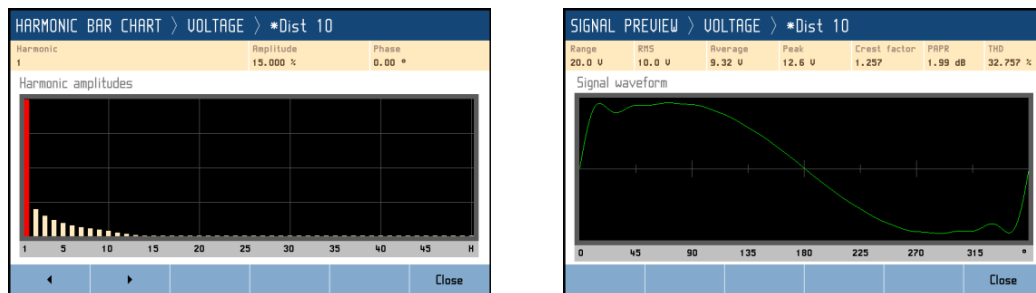 HARMONIC BAR CHART 〉 VOLTAGE 〉 *Dist 10
Harmonic Amplitude Phase
1 15.000 % 0.00 °
Harmonic amplitudes
1 5 10 15 20 25 30 35 40 45 H
Close
SIGNAL PREVIEW 〉 VOLTAGE 〉 *Dist 10
Range RMS Average Peak Crest factor PAPR THD
20.0 V 10.0 V 9.32 V 12.6 V 1.257 1.99 dB 32.757 %
Signal waveform
0 45 90 135 180 225 270 315 °
Close